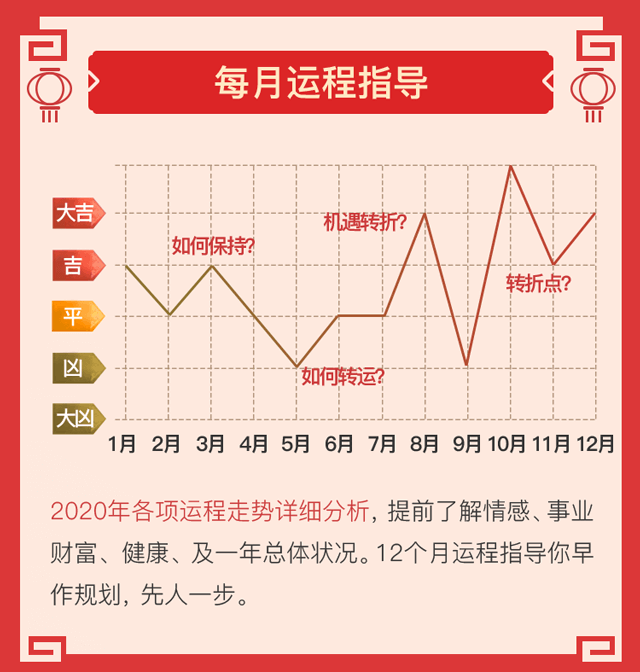 每月运程指导
大吉
机遇转折?
如何保持?
吉
转折点?
平
凶
如何转运?
大凶
1月 2月 3月 4月 5月 6月 7月 8月 9月 10月 11月 12月
2020年各项运程走势详细分析，提前了解情感、事业
财富、健康、及一年总体状况。12个月运程指导你早
作规划，先人一步。